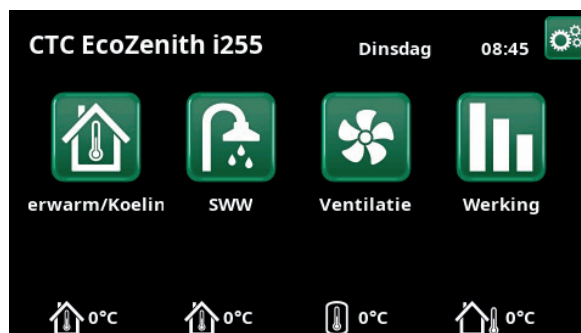 CTC EcoZenith i255 Dinsdag 08:45
erwarm/Koelin SWW Ventilatie Werking
0°C 0°C 0°C 0°C